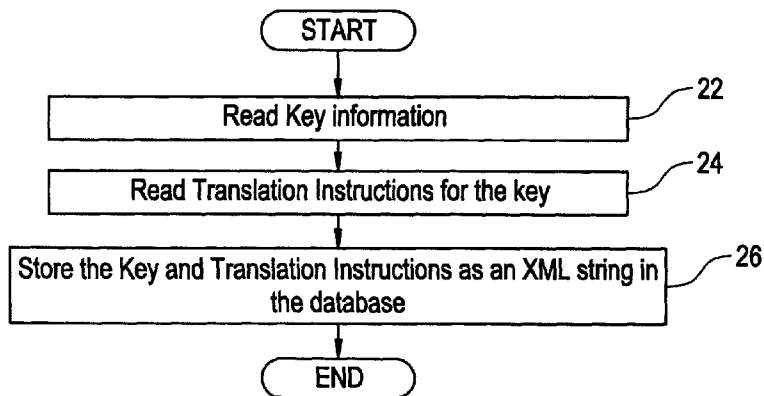 START
22
Read Key information
24
Read Translation Instructions for the key
26
Store the Key and Translation Instructions as an XML string in
the database
END